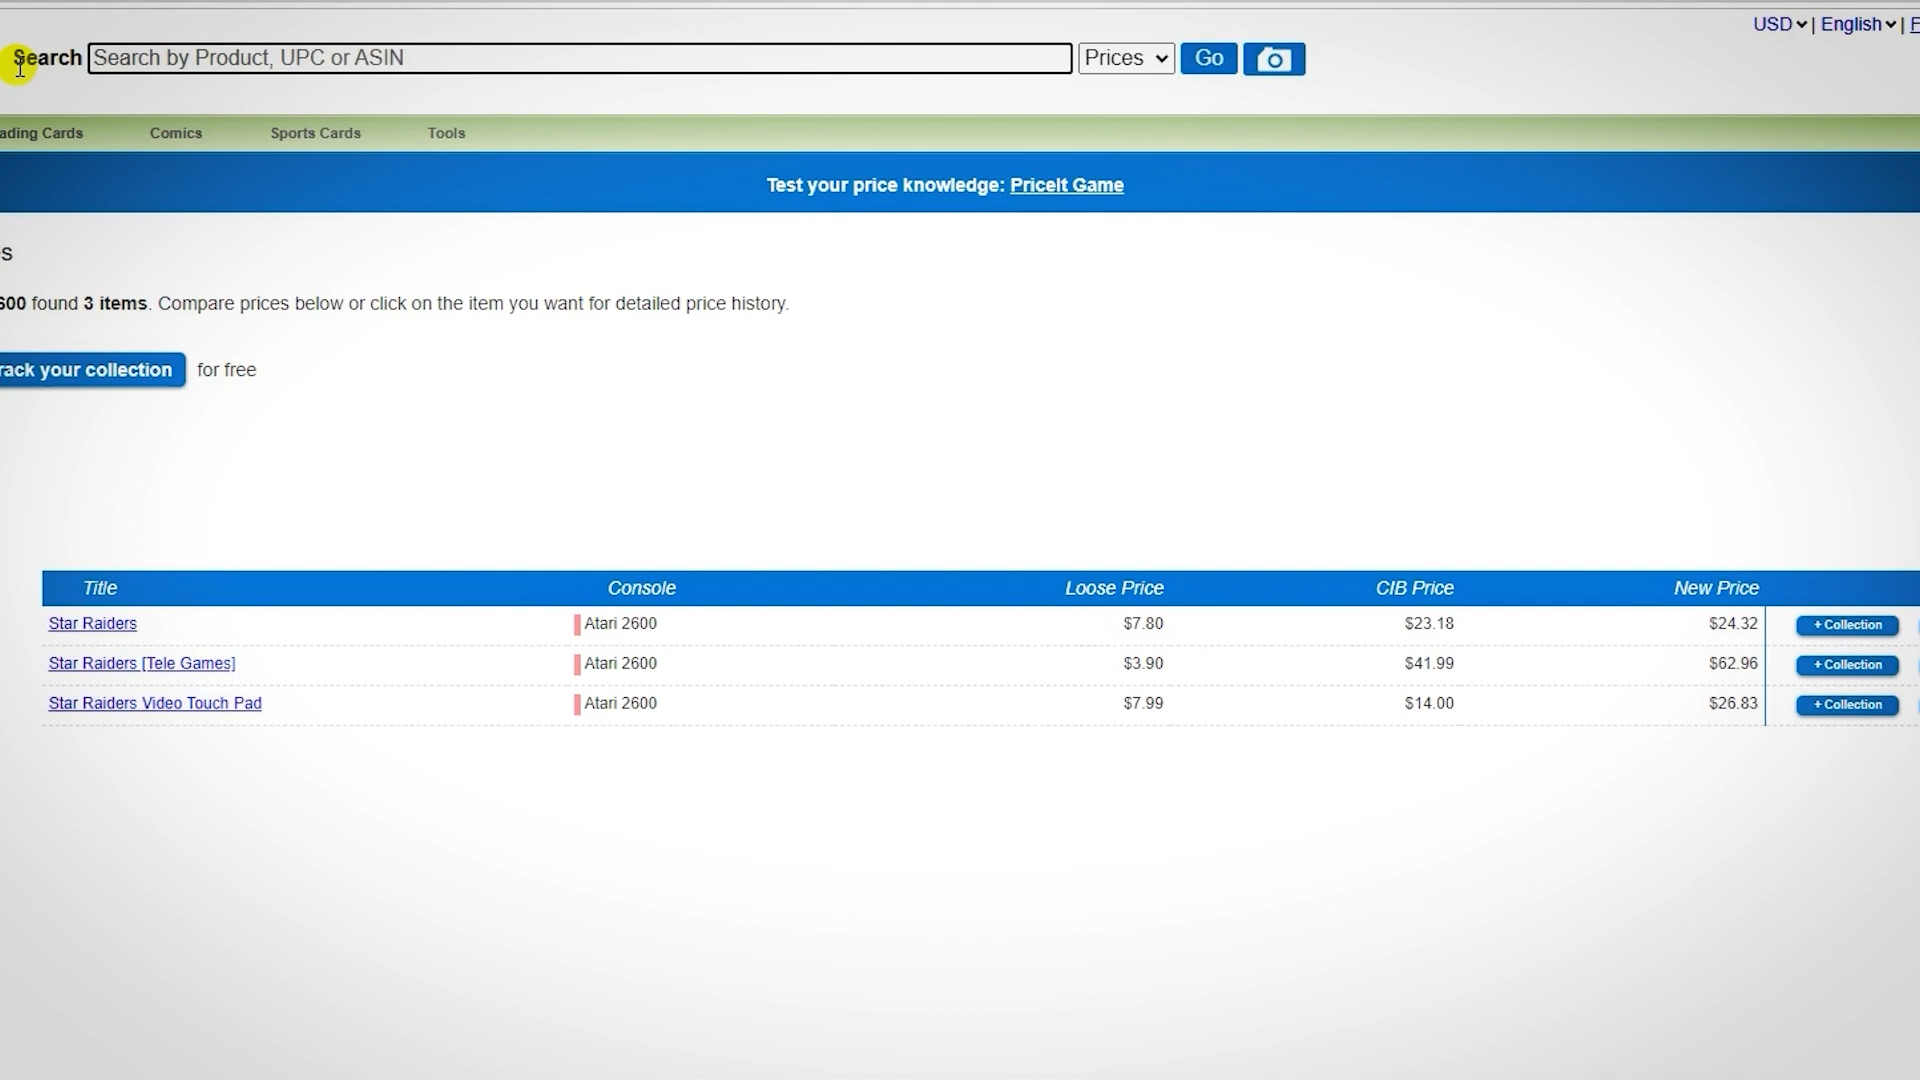 USD | English |
Search Search by Product, UPC or ASIN Prices Go
ading Cards Comics Sports Cards Tools
Test your price knowledge: PriceIt Game
s
600 found 3 items. Compare prices below or click on the item you want for detailed price history.
rack your collection for free
Title Console Loose Price CIB Price New Price
Star Raiders Atari 2600 $7.80 $23.18 $24.32 + Collection
Star Raiders [Tele Games] Atari 2600 $3.90 $41.99 $62.96 + Collection
Star Raiders Video Touch Pad Atari 2600 $7.99 $14.00 $26.83 + Collection